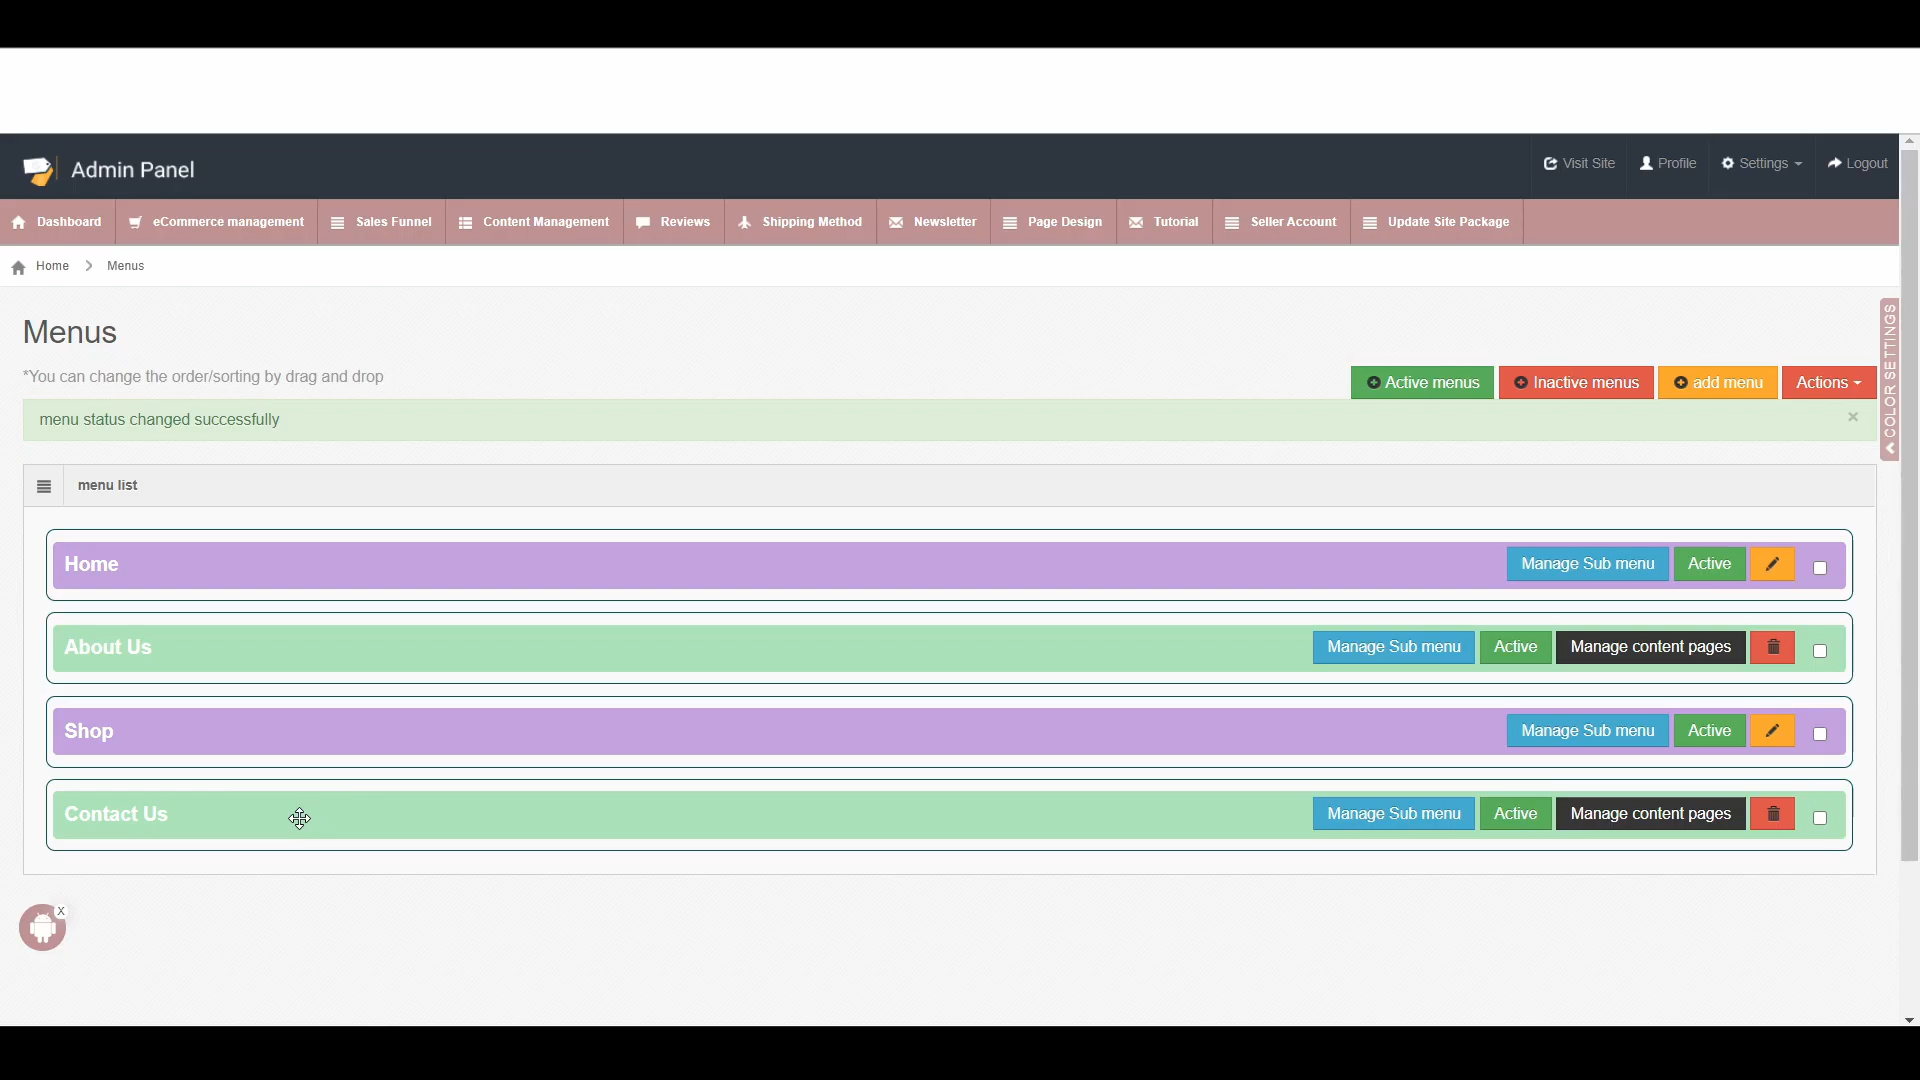 Admin Panel
Visit Site
Profile
Settings
Logout
Dashboard
eCommerce management
Sales Funnel
Content Management
Reviews
Shipping Method
Newsletter
Page Design
Tutorial
Seller Account
Update Site Package
Home
Menus
Menus
*You can change the order/sorting by drag and drop
Active menus
Inactive menus
add menu
Actions
COLOR SETTINGS
menu status changed successfully
×
menu list
Home
Manage Sub menu
Active
About Us
Manage Sub menu
Active
Manage content pages
Shop
Manage Sub menu
Active
Contact Us
Manage Sub menu
Active
Manage content pages
X